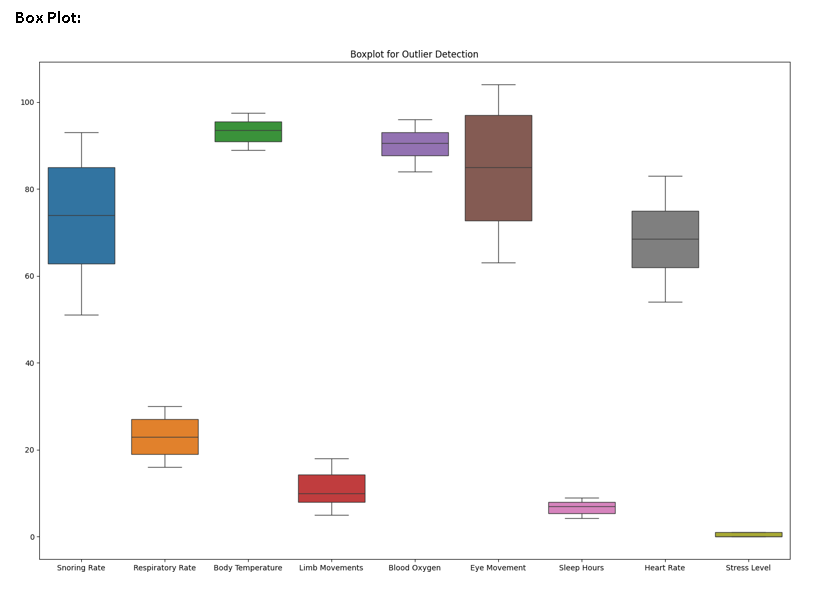 Box Plot:
Boxplot for Outlier Detection
100
80
60
40
20
0
Snoring Rate Respiratory Rate Body Temperature Limb Movements Blood Oxygen Eye Movement Sleep Hours Heart Rate Stress Level